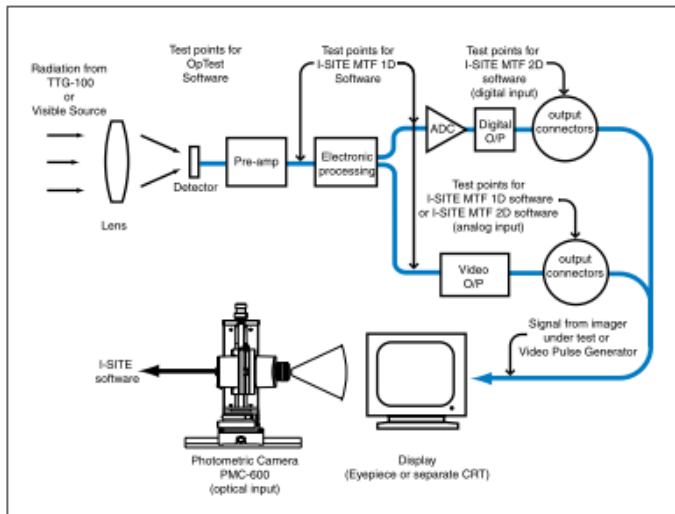 Radiation from
TTG-100
or
Visible Source
Test points for
OpTest
Software
Test points for
I-SITE MTF 1D
Software
Test points for
I-SITE MTF 2D
software
(digital input)
Lens
Detector
Pre-amp
Electronic
processing
ADC
Digital
O/P
output
connectors
Test points for
I-SITE MTF 1D software
or I-SITE MTF 2D software
(analog input)
Video
O/P
output
connectors
Signal from imager
under test or
Video Pulse Generator
I-SITE
software
Photometric Camera
PMC-600
(optical input)
Display
(Eyepiece or separate CRT)